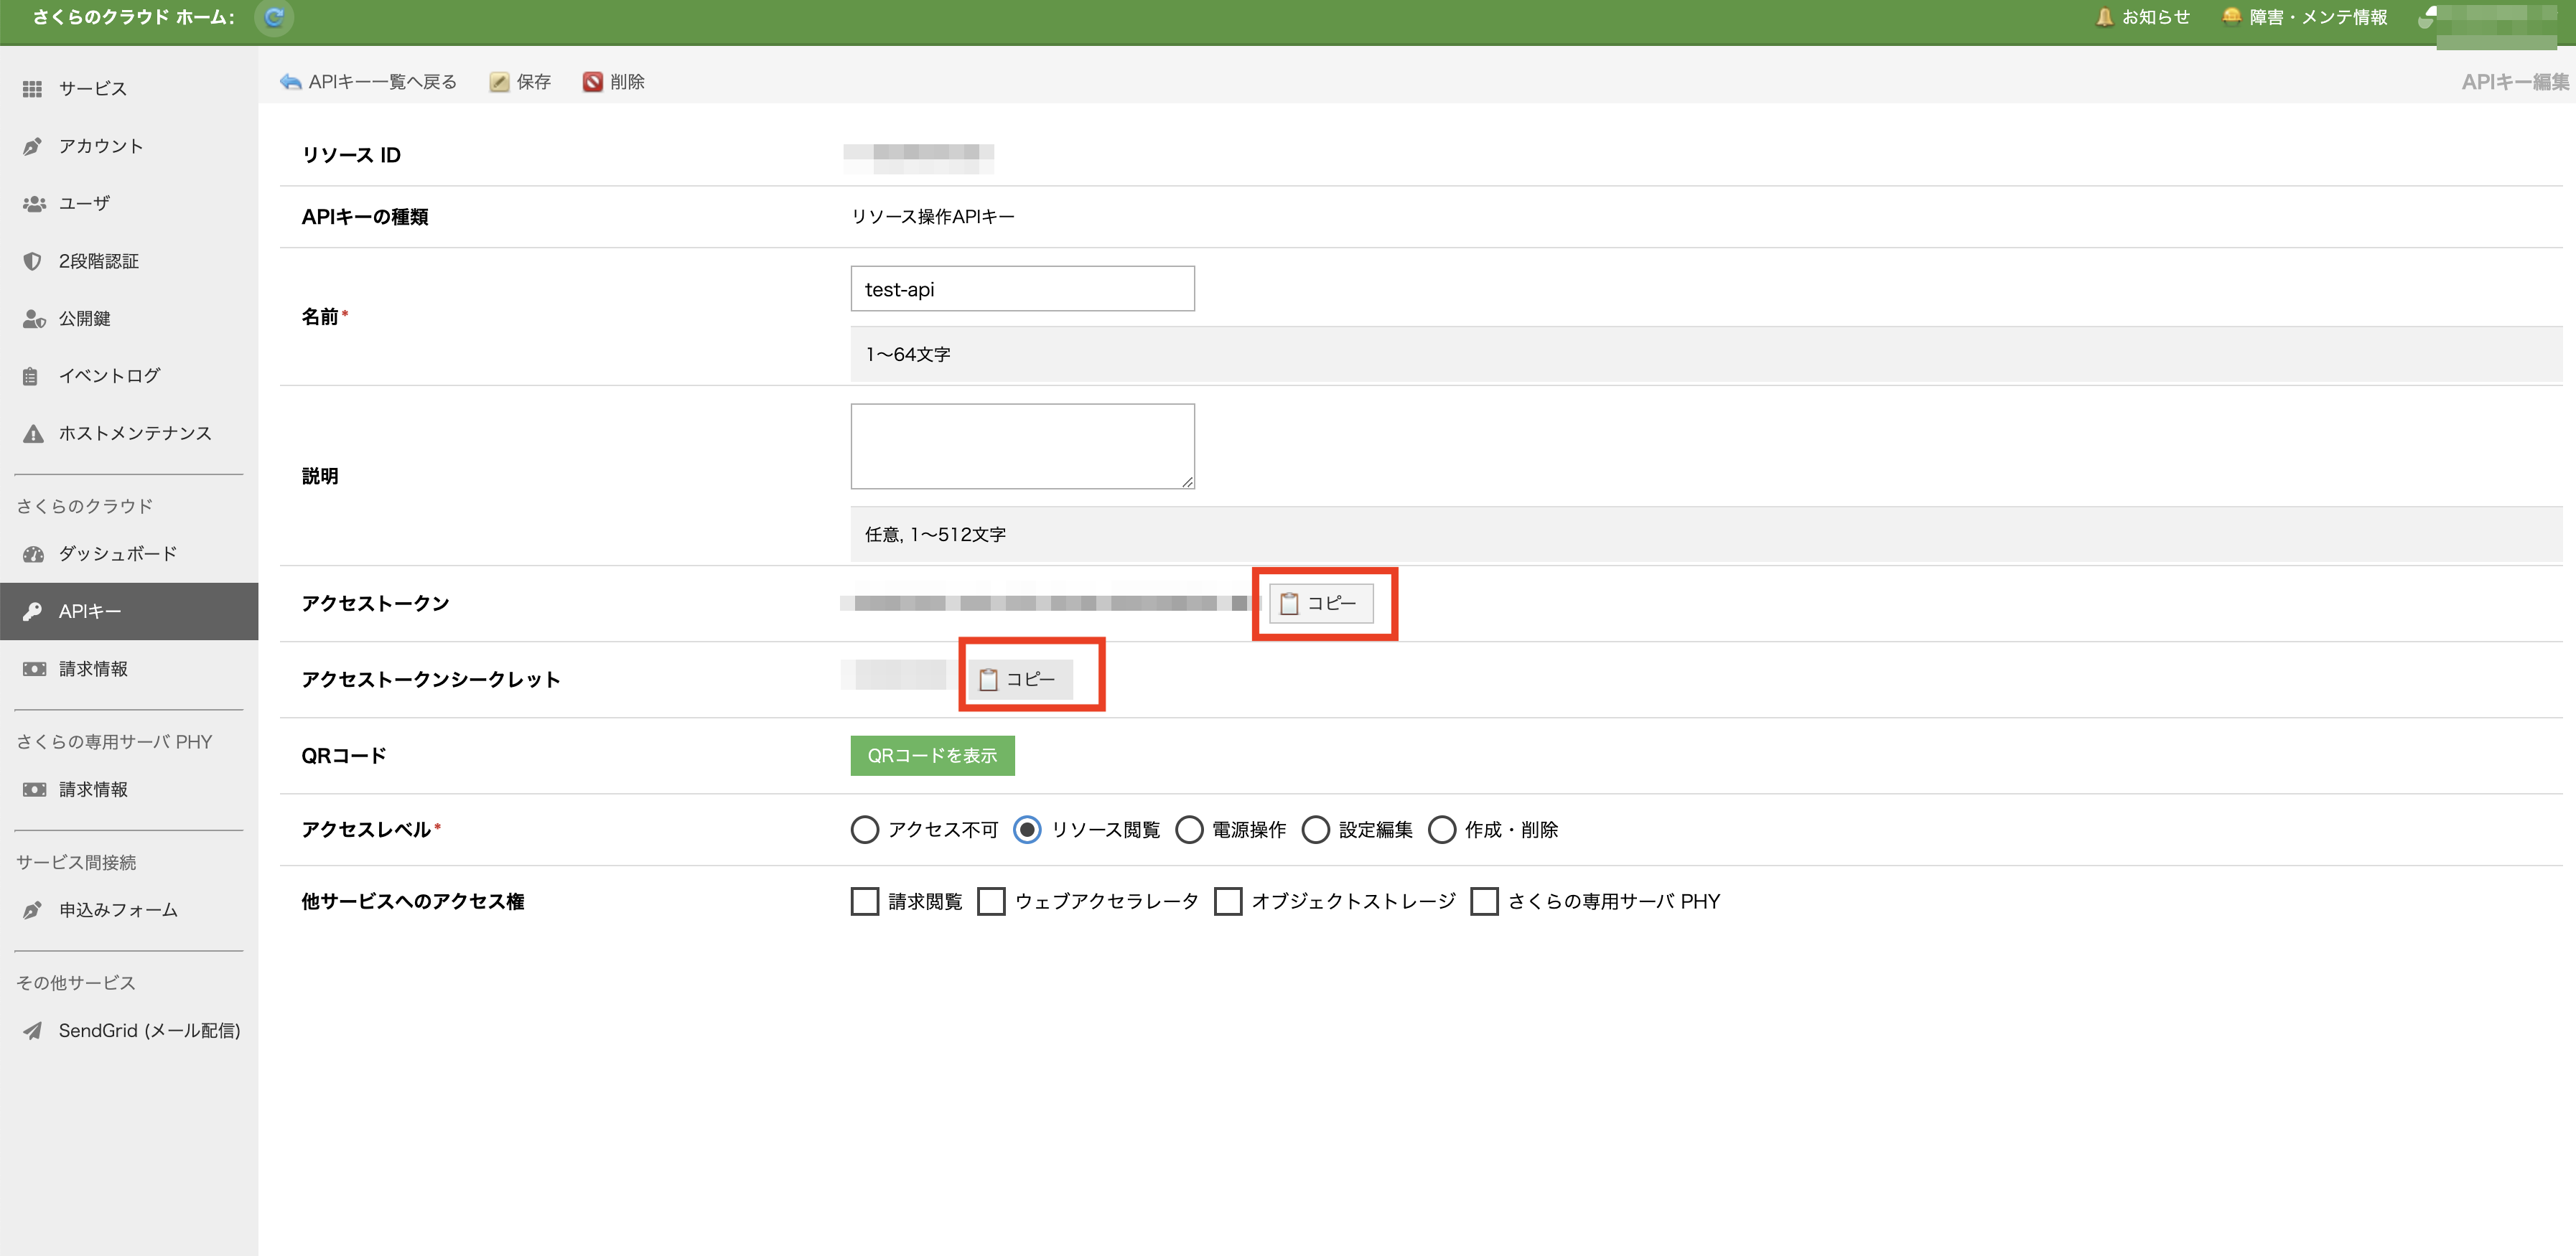 さくらのクラウド ホーム:
お知らせ
障害・メンテ情報
サービス
アカウント
ユーザ
2段階認証
公開鍵
イベントログ
ホストメンテナンス
さくらのクラウド
ダッシュボード
APIキー
請求情報
さくらの専用サーバ PHY
請求情報
サービス間接続
申込みフォーム
その他サービス
SendGrid (メール配信)
APIキー一覧へ戻る 保存 削除
APIキー編集
リソース ID
APIキーの種類 リソース操作APIキー
名前* test-api
1〜64文字
説明
任意, 1〜512文字
アクセストークン コピー
アクセストークンシークレット コピー
QRコード QRコードを表示
アクセスレベル* アクセス不可 リソース閲覧 電源操作 設定編集 作成・削除
他サービスへのアクセス権 請求閲覧 ウェブアクセラレータ オブジェクトストレージ さくらの専用サーバ PHY